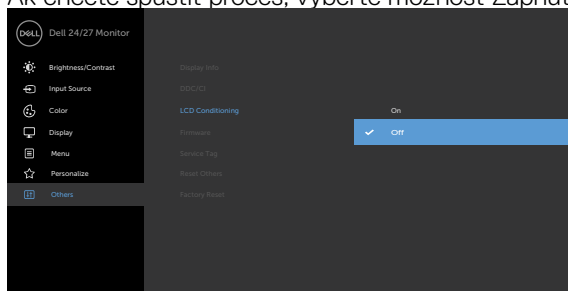 Ak chcete spustiť proces, vyberte možnosť Zapnúť
DELL Dell 24/27 Monitor
Brightness/Contrast
Input Source
Color
Display
Menu
Personalize
Others
Display Info
DDC/CI
LCD Conditioning
Firmware
Service Tag
Reset Others
Factory Reset
On
Off